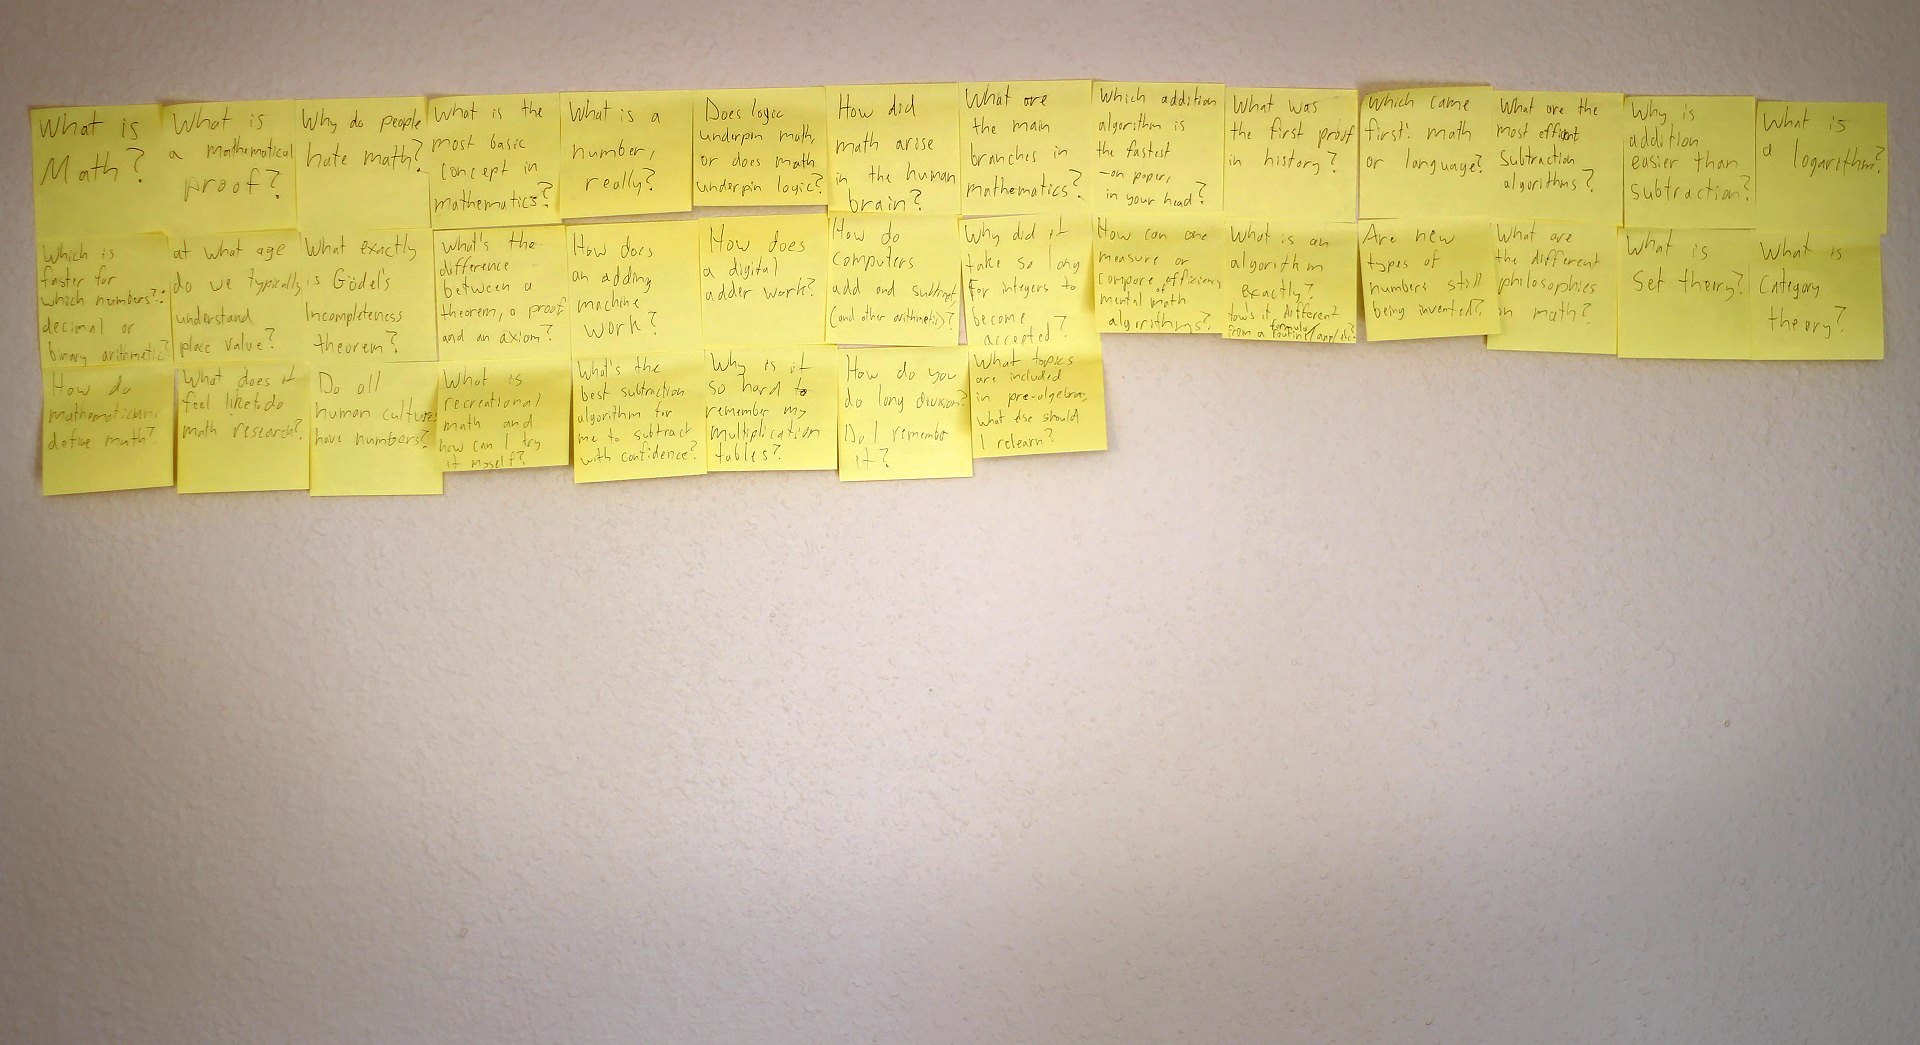 What is
Math?
What is
a mathematical
proof?
Why do people
hate math?
What is the
most basic
concept in
mathematics?
What is a
number,
really?
Does logic
underpin math,
or does math
underpin logic?
How did
math arise
in the human
brain?
What are
the main
branches in
mathematics?
Which addition
algorithm is
the fastest
-on paper,
in your head?
What was
the first proof
in history?
Which came
first: math
or language?
What are the
most efficient
subtraction
algorithms?
Why is
addition
easier than
subtraction?
What is
a logarithm?
Which is
faster for
which numbers?:
decimal or
binary arithmetic?
at what age
do we typically
understand
place value?
What exactly
is Gödel's
Incompleteness
theorem?
What's the
difference
between a
theorem, a proof
and an axiom?
How does
an adding
machine
work?
How does
a digital
adder work?
How do
computers
add and subtract
(and other arithmetic)?
Why did it
take so long
for integers to
become
accepted?
How can one
measure or
compare efficiency
of
mental math
algorithms?
What is an
algorithm
exactly?
How's it different
from a formula/
routine/app/etc?
Are new
types of
numbers still
being invented?
What are
the different
philosophies
in math?
What is
Set theory?
What is
Category
theory?
How do
mathematicians
define math?
What does it
feel like to do
math research?
Do all
human cultures
have numbers?
What is
recreational
math and
how can I try
it myself?
What's the
best subtraction
algorithm for
me to subtract
with confidence?
Why is it
so hard to
remember my
multiplication
tables?
How do you
do long division?
Do I remember
it?
What topics
are included
in pre-algebra,
what else should
I relearn?